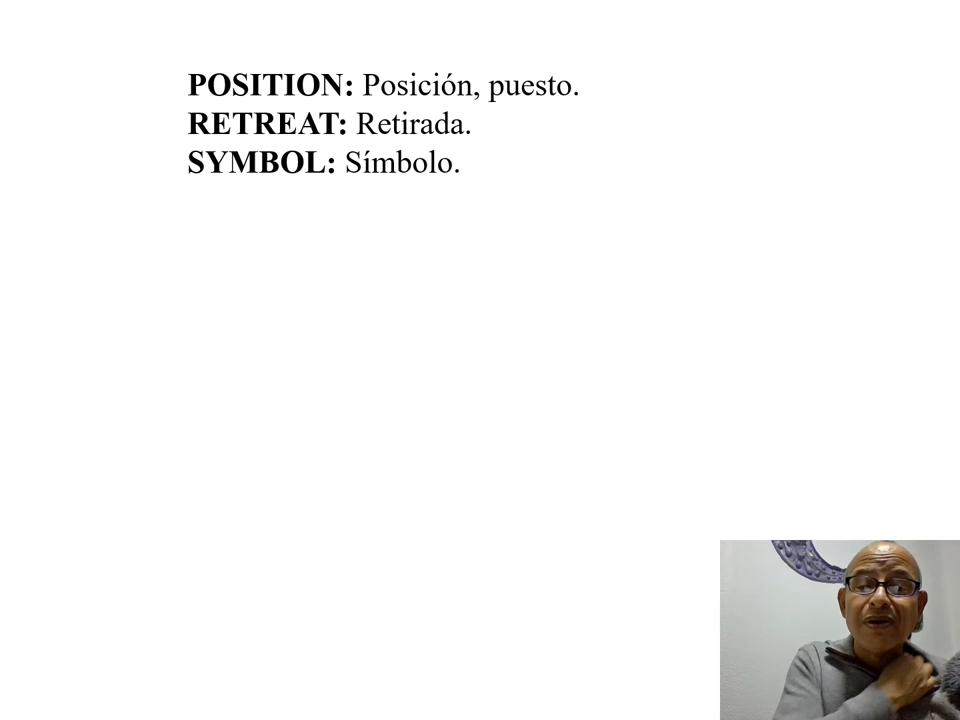 POSITION: Posición, puesto.
RETREAT: Retirada.
SYMBOL: Símbolo.